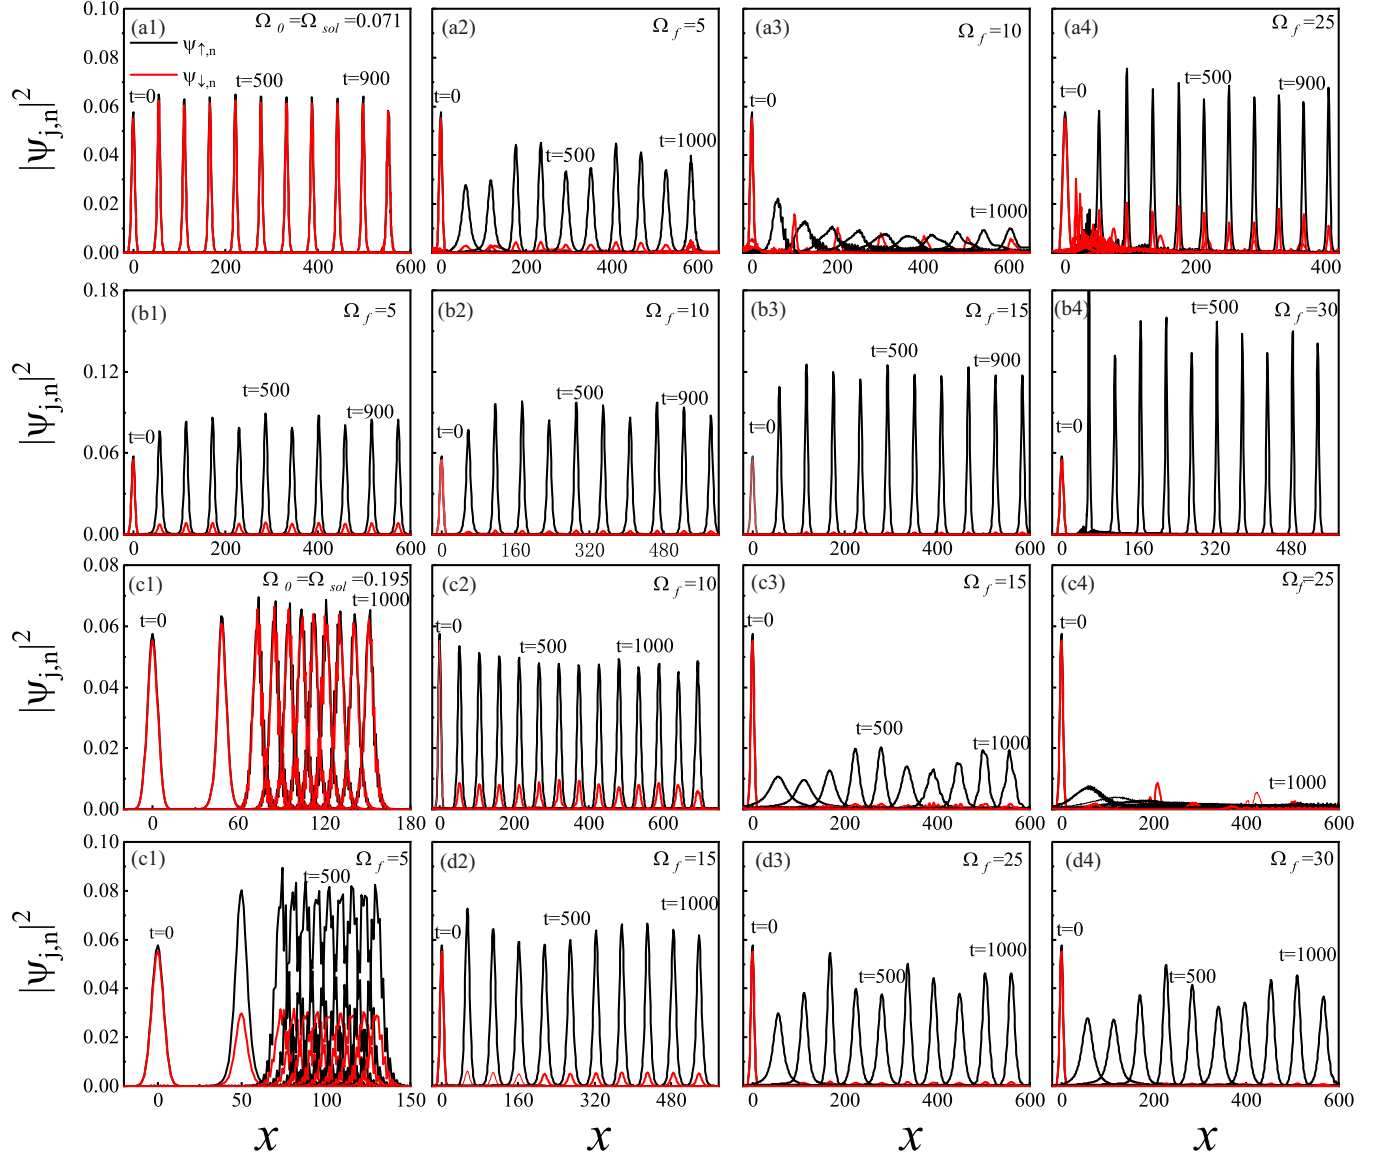 (a1) Ω 0 =Ω sol =0.071
ψ↑,n
ψ↓,n
t=0 t=500 t=900
0.10
0.08
0.06
0.04
0.02
0.00
|ψj,n|2
0 200 400 600
(a2) Ω f =5
t=0 t=500 t=1000
0 200 400 600
(a3) Ω f =10
t=0 t=1000
0 200 400 600
(a4) Ω f =25
t=0 t=500 t=900
0 200 400
(b1) Ω f =5
t=0 t=500 t=900
0.18
0.12
0.06
0.00
|ψj,n|2
0 200 400 600
(b2) Ω f =10
t=0 t=500 t=900
0 160 320 480
(b3) Ω f =15
t=0 t=500 t=900
0 200 400 600
(b4) Ω f =30
t=0 t=500
0 160 320 480
(c1) Ω 0 =Ω sol =0.195
t=0 t=1000
0.08
0.06
0.04
0.02
0.00
|ψj,n|2
0 60 120 180
(c2) Ω f =10
t=0 t=500 t=1000
0 200 400 600
(c3) Ω f =15
t=0 t=500 t=1000
0 200 400 600
(c4) Ωf=25
t=0 t=1000
0 200 400 600
(c1) Ω f =5
t=0 t=500
0.10
0.08
0.06
0.04
0.02
0.00
|ψj,n|2
0 50 100 150
x
(d2) Ω f =15
t=0 t=500 t=1000
0 160 320 480
x
(d3) Ω f =25
t=0 t=500 t=1000
0 200 400 600
x
(d4) Ω f =30
t=0 t=500 t=1000
0 200 400 600
x